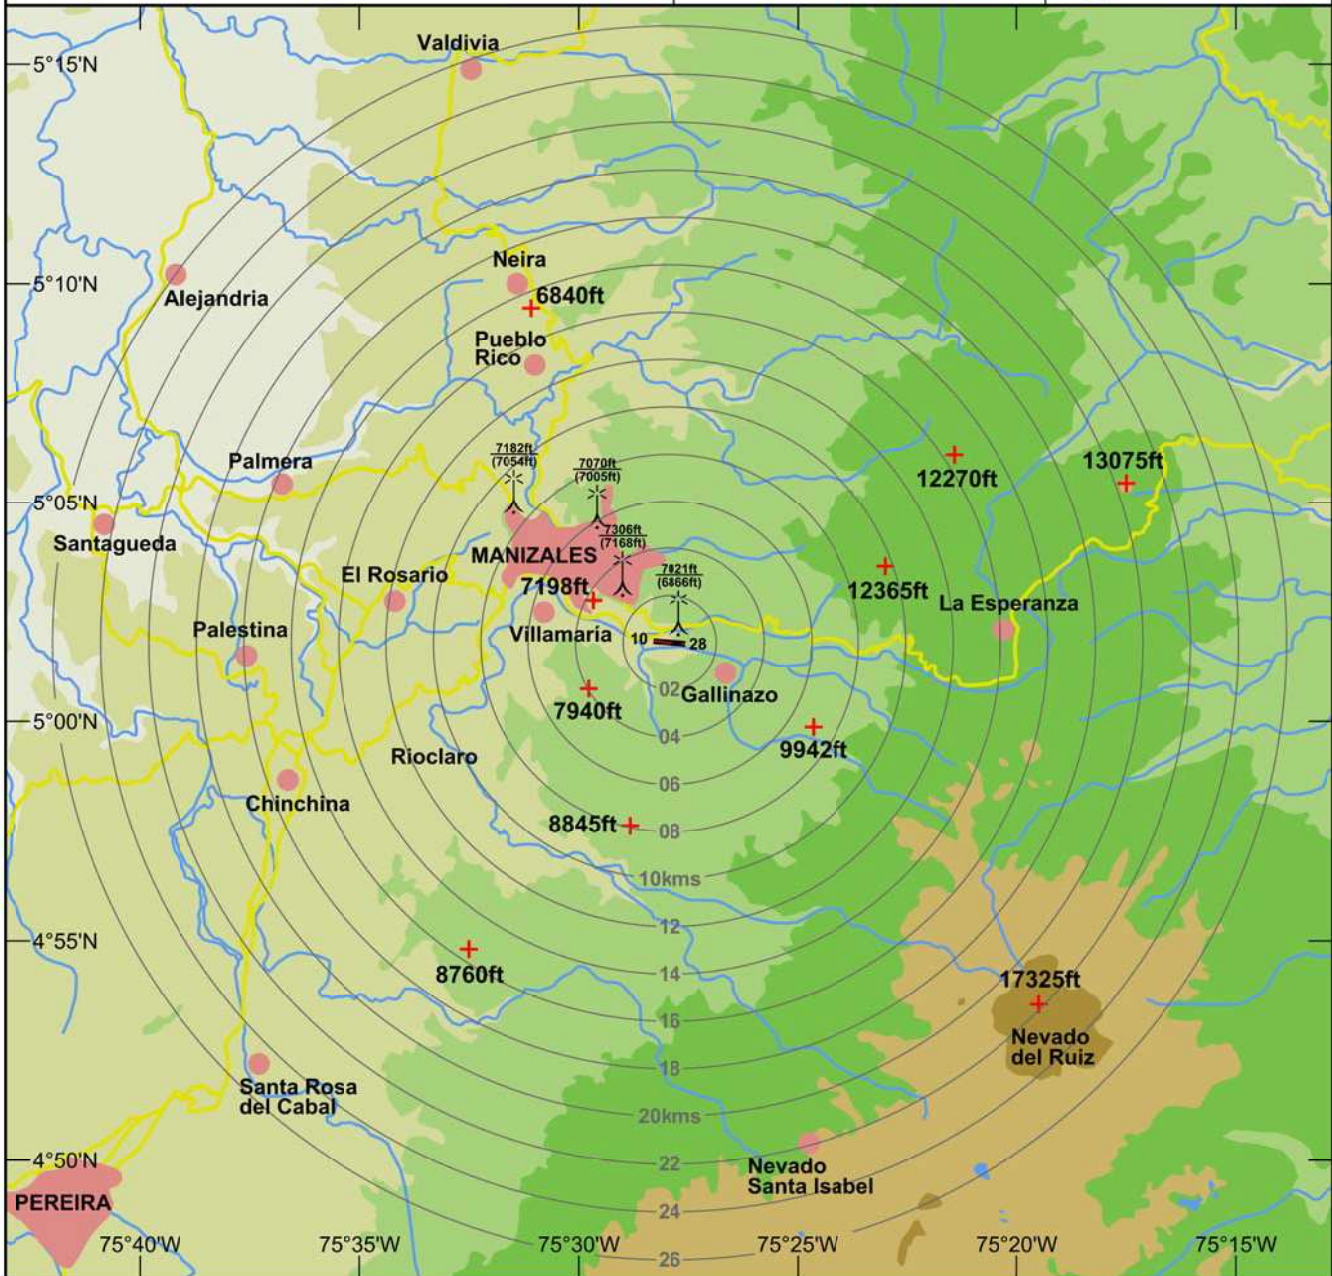 Valdivia
5°15'N
Neira
5°10'N
6840ft
Alejandria
Pueblo
Rico
7182ft
(7054ft)
7070ft
(7005ft)
Palmera
13075ft
12270ft
5°05'N
Santagueda
7306ft
(7168ft)
MANIZALES
El Rosario
7821ft
(6866ft)
7198ft
12365ft
La Esperanza
Palestina
Villamaria
10
28
02
Gallinazo
7940ft
5°00'N
04
9942ft
Rioclaro
06
Chinchina
8845ft
08
10kms
12
4°55'N
8760ft
14
17325ft
16
Nevado
del Ruiz
18
Santa Rosa
del Cabal
20kms
4°50'N
22
Nevado
Santa Isabel
PEREIRA
24
75°40'W
75°35'W
75°30'W
75°25'W
75°20'W
75°15'W
26